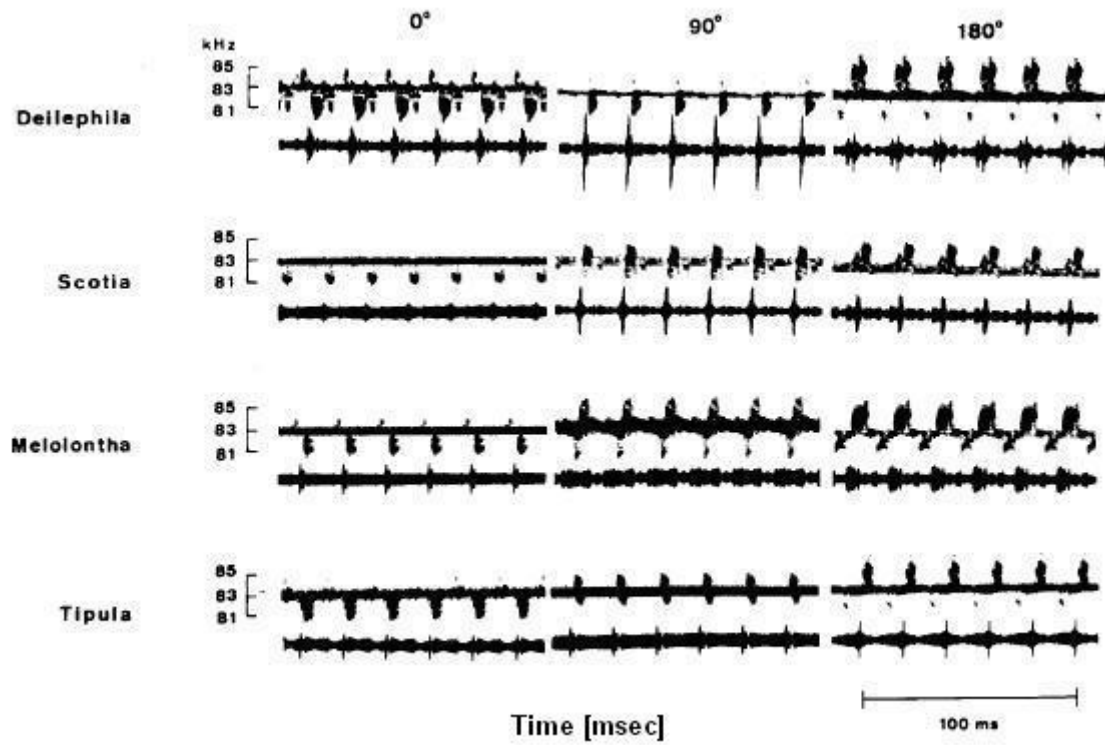 0° 90° 180°
kHz
85
83
81
Deilephila
85
83
81
Scotia
85
83
81
Melolontha
85
83
81
Tipula
100 ms
Time [msec]